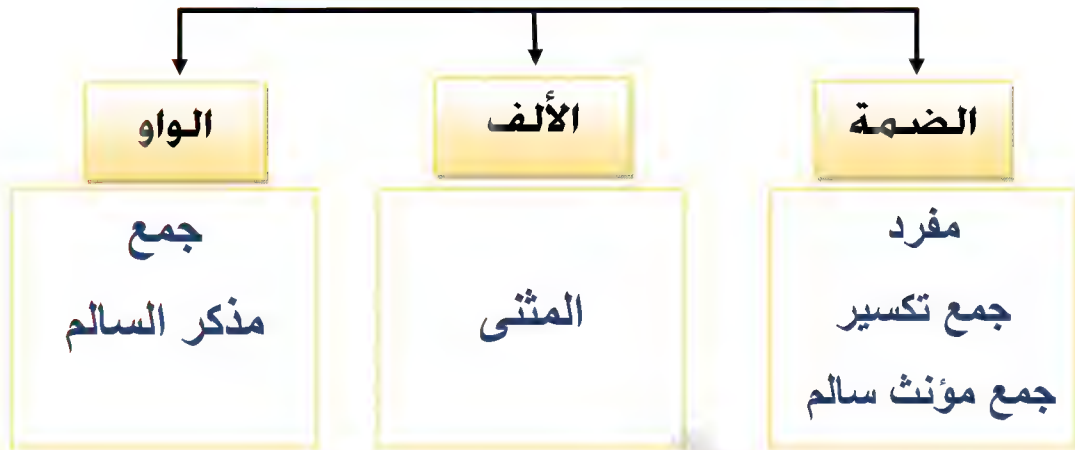 الضمة
مفرد
جمع تكسير
جمع مؤنث سالم
الألف
المثنى
الواو
جمع
مذكر السالم